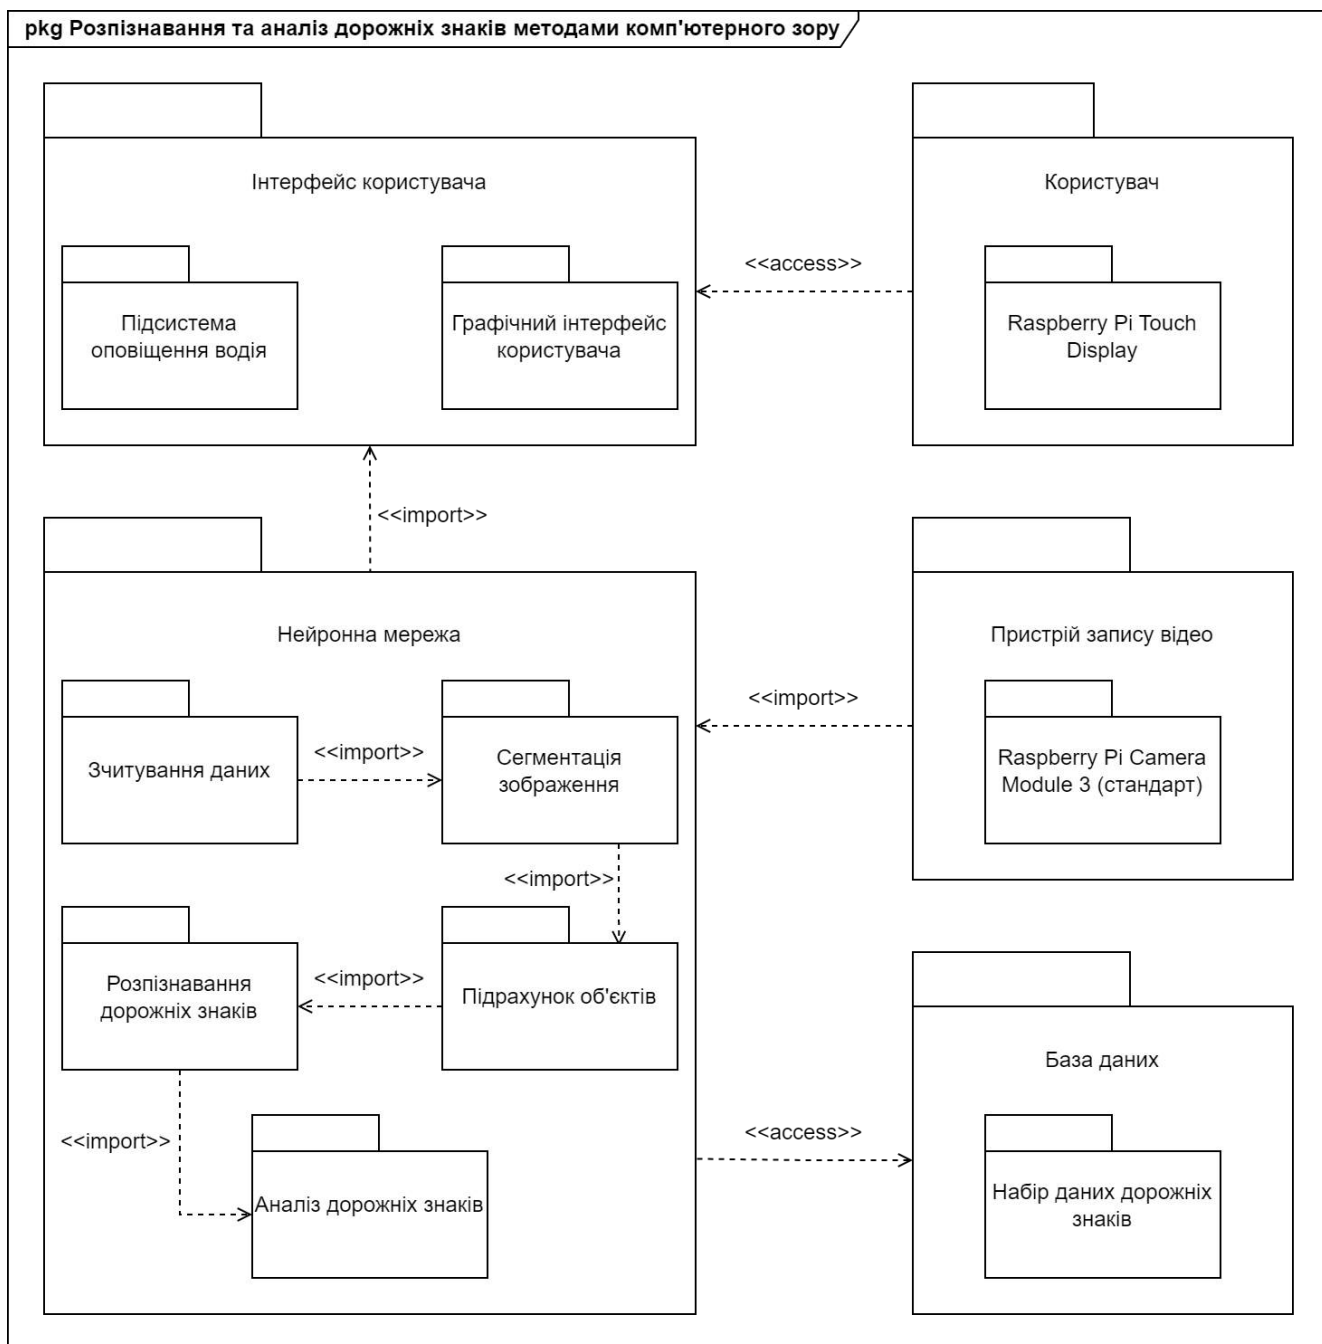 pkg Розпізнавання та аналіз дорожніх знаків методами комп'ютерного зору
Інтерфейс користувача
Підсистема
оповіщення водія
Графічний інтерфейс
користувача
<<access>>
Користувач
Raspberry Pi Touch
Display
<<import>>
Нейронна мережа
Зчитування даних
<<import>>
Сегментація
зображення
<<import>>
Пристрій запису відео
Raspberry Pi Camera
Module 3 (стандарт)
<<import>>
Розпізнавання
дорожніх знаків
<<import>>
Підрахунок об'єктів
<<import>>
Аналіз дорожніх знаків
<<access>>
База даних
Набір даних дорожніх
знаків